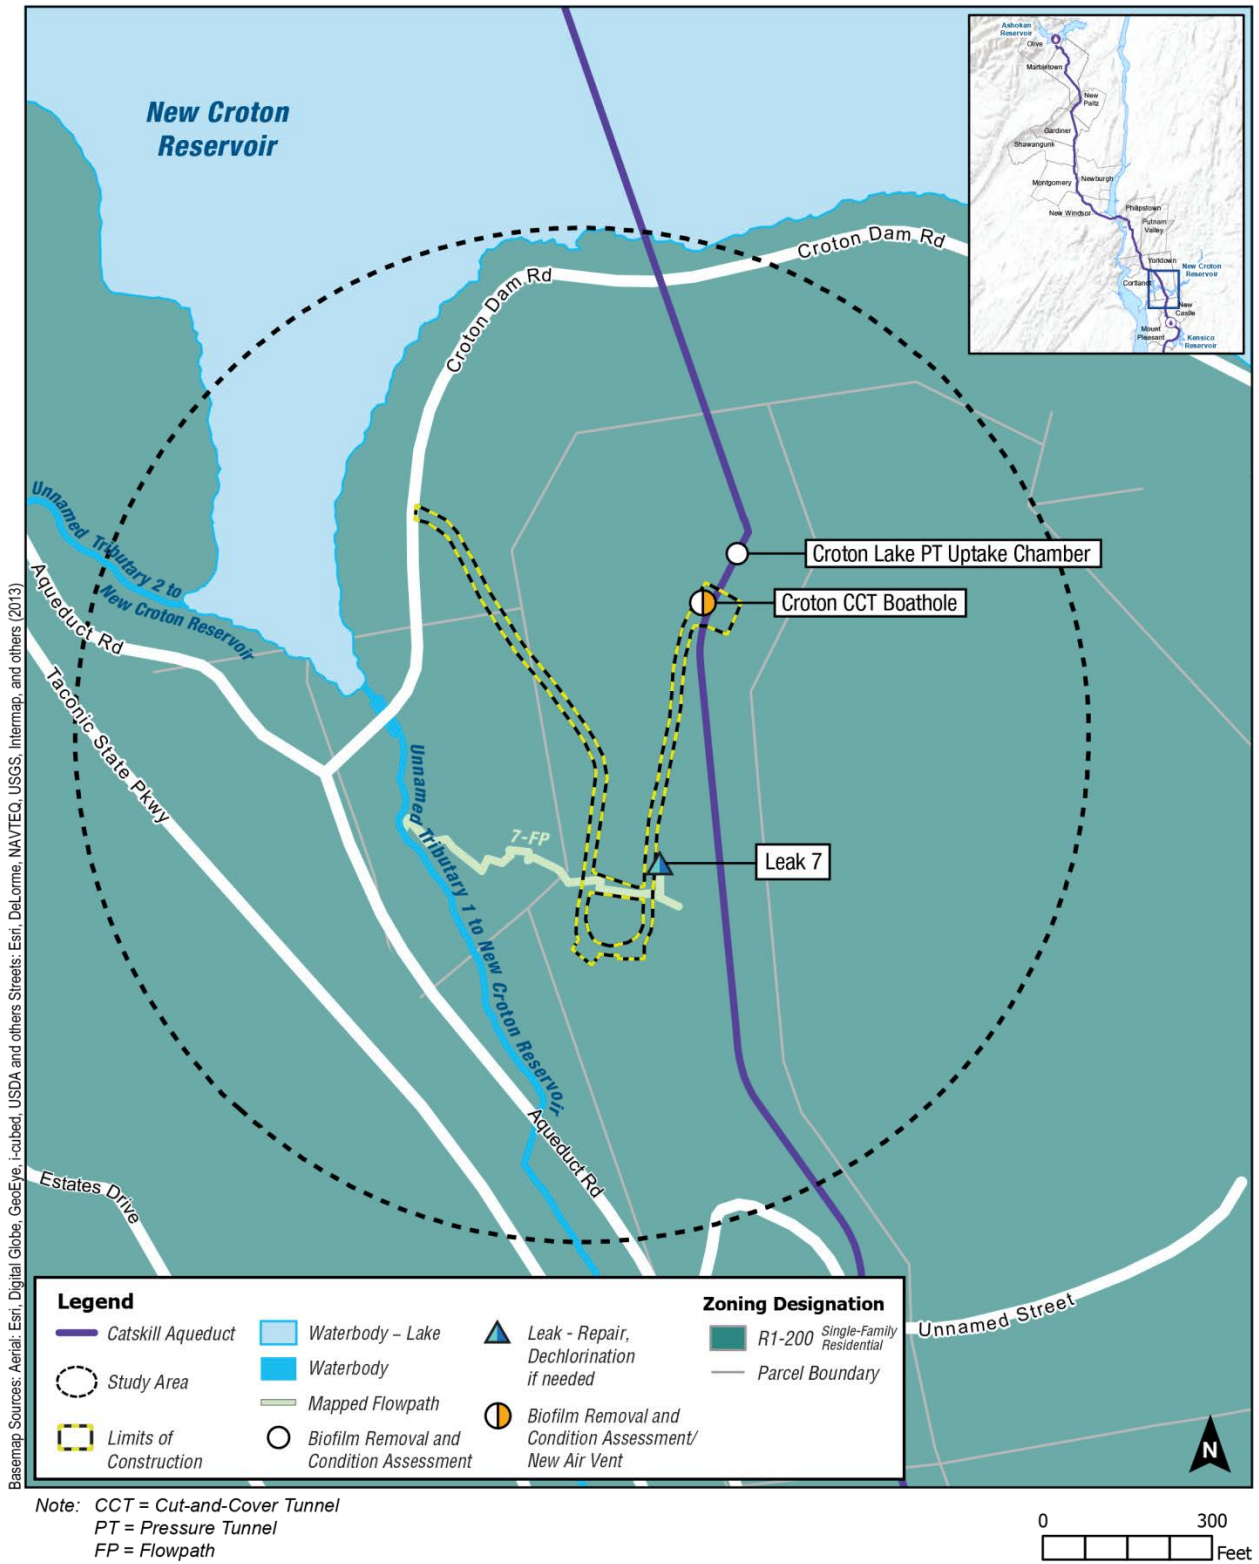 New Croton
Reservoir
Ashokan
Reservoir
Olive
Marbletown
New
Paltz
Gardiner
Shawangunk
Montgomery
Newburgh
New Windsor
Philipstown
Putnam
Valley
Yorktown
New Croton
Reservoir
Cortlandt
New
Castle
Mount
Pleasant
Kensico
Reservoir
Croton Dam Rd
Croton Dam Rd
Unnamed Tributary 2 to
New Croton Reservoir
Aqueduct Rd
Taconic State Pkwy
Croton Lake PT Uptake Chamber
Croton CCT Boathole
Unnamed Tributary 1 to New Croton Reservoir
7-FP
Leak 7
Aqueduct Rd
Estates Drive
Unnamed Street
Basemap Sources: Aerial: Esri, Digital Globe, GeoEye, i-cubed, USDA and others Streets: Esri, DeLorme, NAVTEQ, USGS, Intermap, and others (2013)
Legend
Catskill Aqueduct
Study Area
Limits of
Construction
Waterbody – Lake
Waterbody
Mapped Flowpath
Biofilm Removal and
Condition Assessment
Leak - Repair,
Dechlorination
if needed
Biofilm Removal and
Condition Assessment/
New Air Vent
Zoning Designation
R1-200 Single-Family
Residential
Parcel Boundary
N
Note: CCT = Cut-and-Cover Tunnel
PT = Pressure Tunnel
FP = Flowpath
0 300
Feet